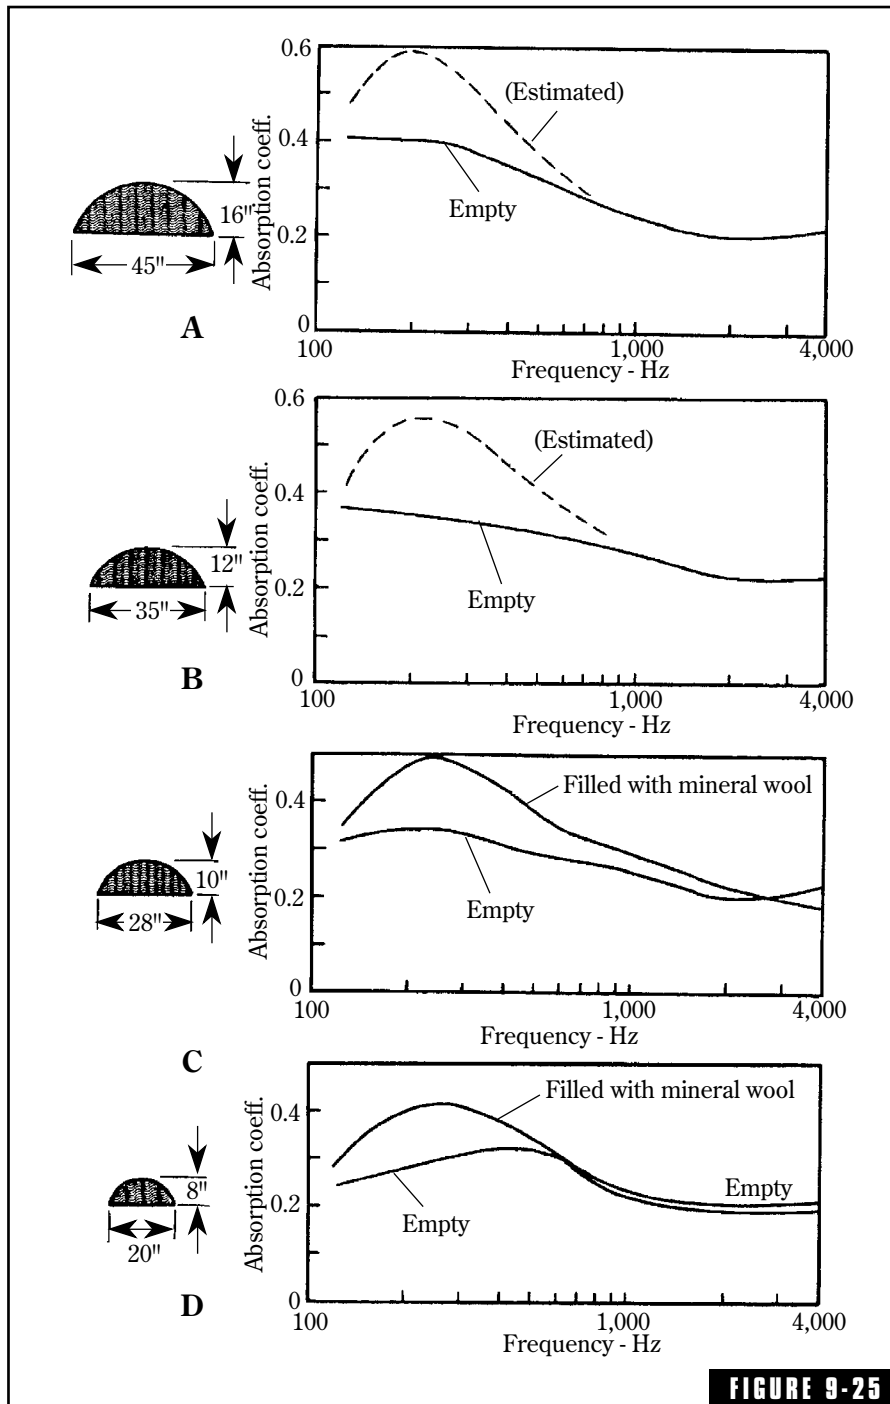 0.6
0.4
0.2
0
Absorption coeff.
(Estimated)
Empty
16"
45"
A
100
1,000
4,000
Frequency - Hz
0.6
0.4
0.2
0
Absorption coeff.
(Estimated)
Empty
12"
35"
B
100
1,000
4,000
Frequency - Hz
0.4
0.2
0
Absorption coeff.
Filled with mineral wool
Empty
10"
28"
C
100
1,000
4,000
Frequency - Hz
0.4
0.2
0
Absorption coeff.
Filled with mineral wool
Empty
Empty
8"
20"
D
100
1,000
4,000
Frequency - Hz
FIGURE 9-25